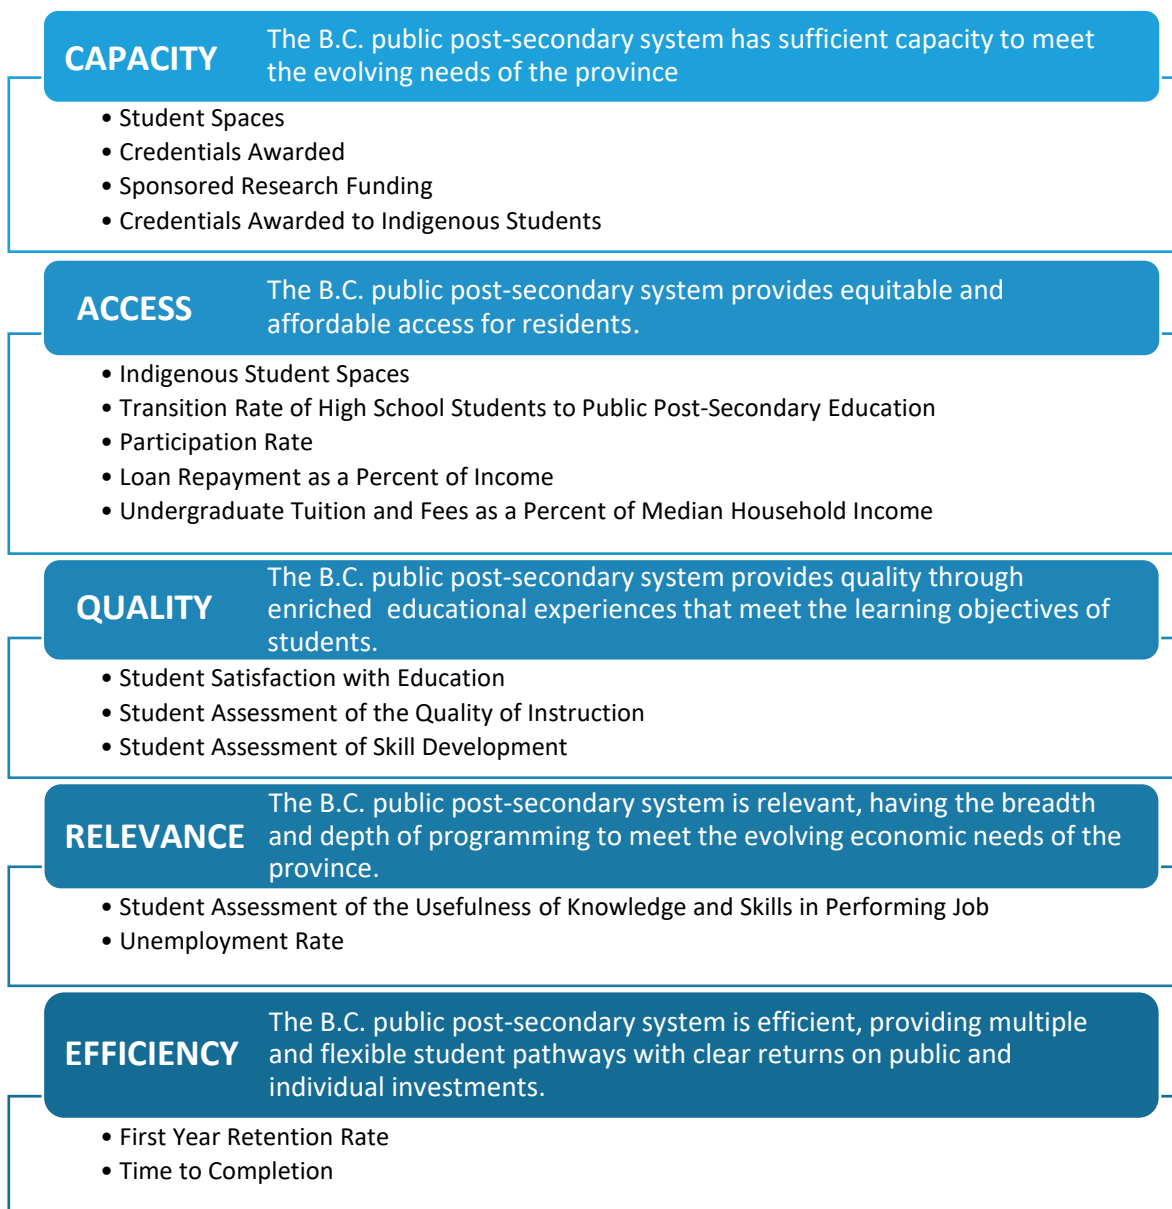 CAPACITY
The B.C. public post-secondary system has sufficient capacity to meet
the evolving needs of the province
• Student Spaces
• Credentials Awarded
• Sponsored Research Funding
• Credentials Awarded to Indigenous Students
ACCESS
The B.C. public post-secondary system provides equitable and
affordable access for residents.
• Indigenous Student Spaces
• Transition Rate of High School Students to Public Post-Secondary Education
• Participation Rate
• Loan Repayment as a Percent of Income
• Undergraduate Tuition and Fees as a Percent of Median Household Income
QUALITY
The B.C. public post-secondary system provides quality through
enriched  educational experiences that meet the learning objectives of
students.
• Student Satisfaction with Education
• Student Assessment of the Quality of Instruction
• Student Assessment of Skill Development
RELEVANCE
The B.C. public post-secondary system is relevant, having the breadth
and depth of programming to meet the evolving economic needs of the
province.
• Student Assessment of the Usefulness of Knowledge and Skills in Performing Job
• Unemployment Rate
EFFICIENCY
The B.C. public post-secondary system is efficient, providing multiple
and flexible student pathways with clear returns on public and
individual investments.
• First Year Retention Rate
• Time to Completion